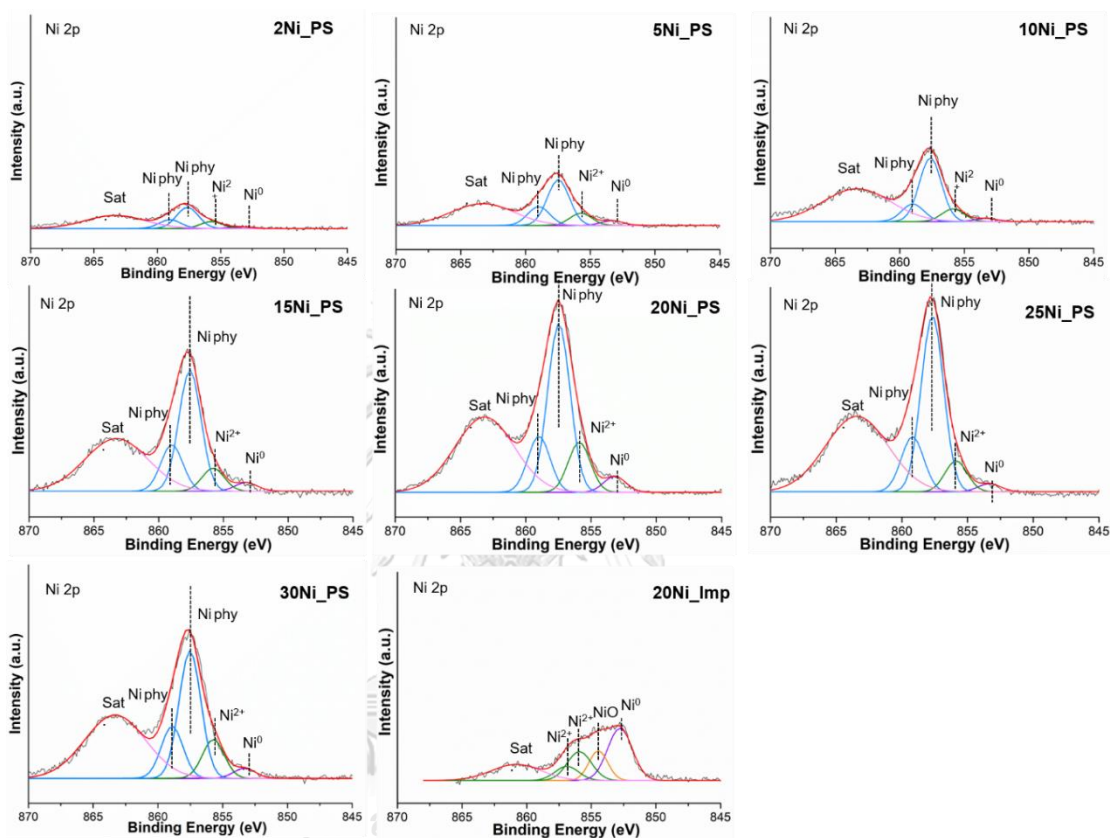 Ni 2p
2Ni_PS
Ni phy
Ni phy
Ni²
+
Ni⁰
Sat
Intensity (a.u.)
870 865 860 855 850 845
Binding Energy (eV)
Ni 2p
5Ni_PS
Ni phy
Sat
Ni phy
Ni²⁺
Ni⁰
Intensity (a.u.)
870 865 860 855 850 845
Binding Energy (eV)
Ni 2p
10Ni_PS
Ni phy
Sat
Ni phy
Ni²
+
Ni⁰
Intensity (a.u.)
870 865 860 855 850 845
Binding Energy (eV)
Ni 2p
15Ni_PS
Ni phy
Ni phy
Sat
Ni²⁺
Ni⁰
Intensity (a.u.)
870 865 860 855 850 845
Binding Energy (eV)
Ni 2p
20Ni_PS
Ni phy
Ni phy
Sat
Ni²⁺
Ni⁰
Intensity (a.u.)
870 865 860 855 850 845
Binding Energy (eV)
Ni 2p
25Ni_PS
Ni phy
Ni phy
Sat
Ni²⁺
Ni⁰
Intensity (a.u.)
870 865 860 855 850 845
Binding Energy (eV)
Ni 2p
30Ni_PS
Ni phy
Ni phy
Sat
Ni²⁺
Ni⁰
Intensity (a.u.)
870 865 860 855 850 845
Binding Energy (eV)
Ni 2p
20Ni_Imp
Sat
Ni²⁺
Ni²⁺
NiO
Ni⁰
Intensity (a.u.)
870 865 860 855 850 845
Binding Energy (eV)